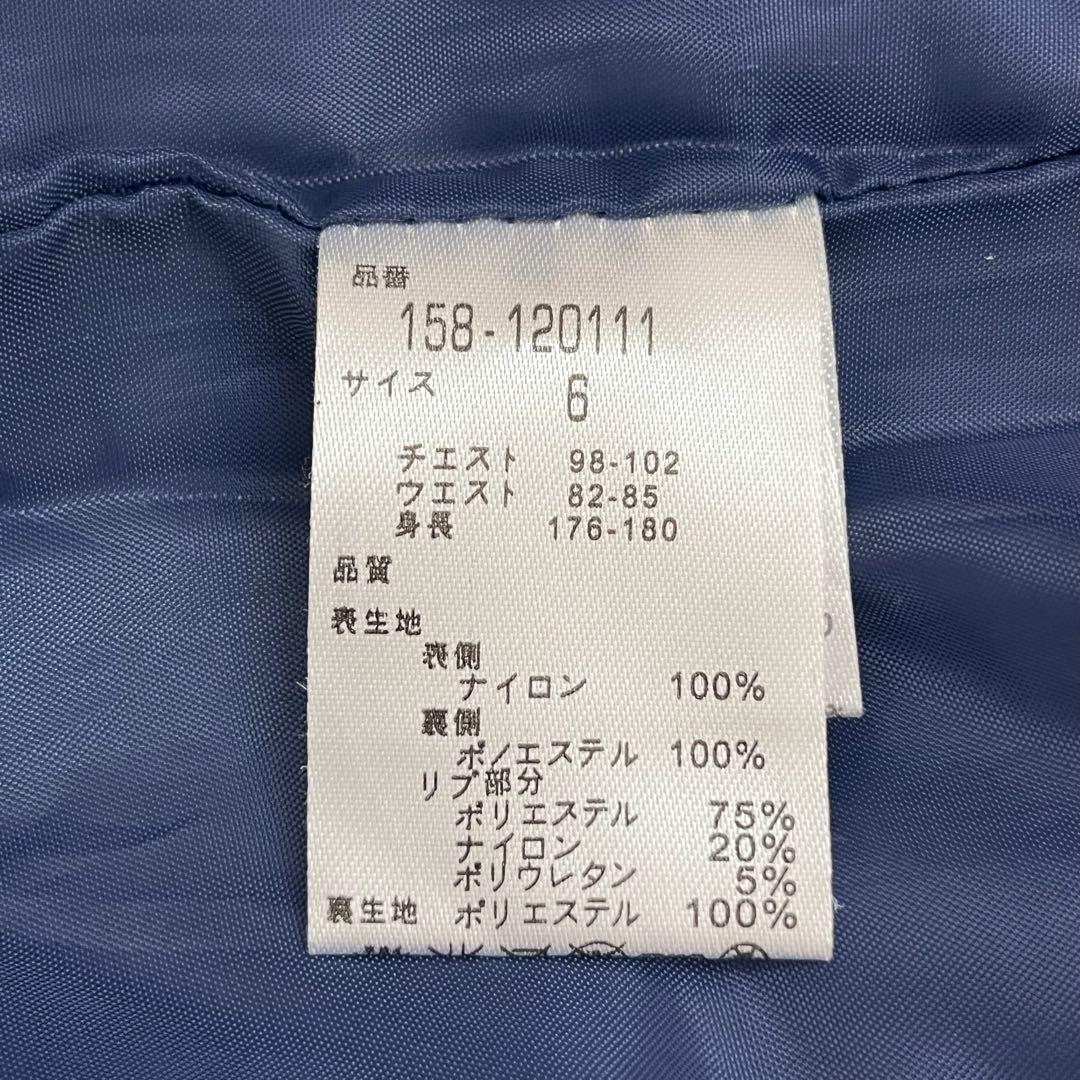 品番
158-120111
サイズ 6
チェスト 98-102
ウエスト 82-85
身長 176-180
品質
表生地
表側
ナイロン 100%
裏側
ポリエステル 100%
リブ部分
ポリエステル 75%
ナイロン 20%
ポリウレタン 5%
裏生地 ポリエステル 100%